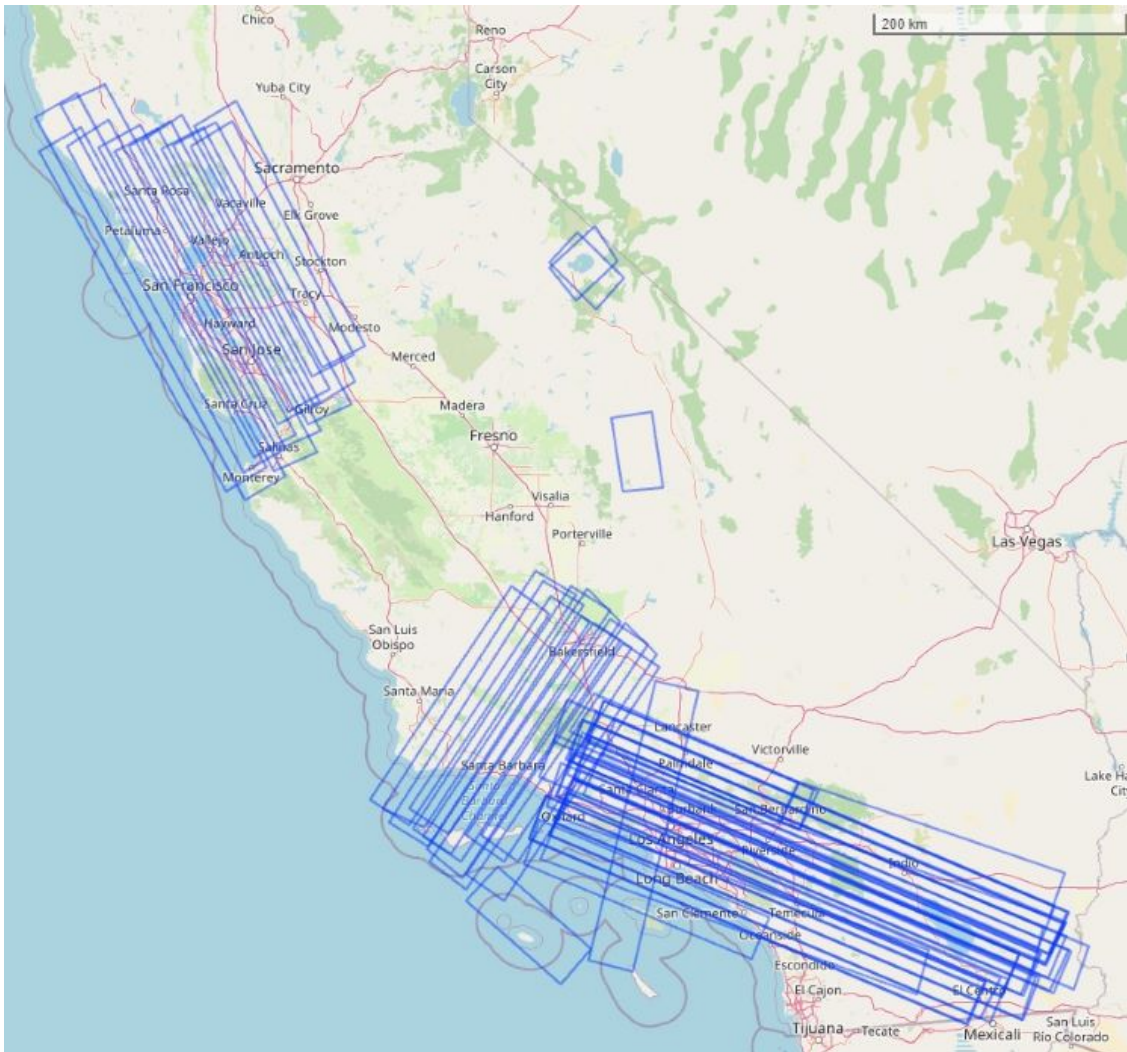 Chico
Reno
200 km
Carson
City
Yuba City
Sacramento
Santa Rosa
Vacaville
Elk Grove
Petaluma
Vallejo
Antioch
Stockton
San Francisco
Tracy
Hayward
Modesto
San Jose
Merced
Santa Cruz
Gilroy
Madera
Salinas
Fresno
Monterey
Visalia
Hanford
Porterville
Las Vegas
San Luis
Obispo
Bakersfield
Santa Maria
Lancaster
Victorville
Santa Barbara
Palmdale
Lake Ha
City
Santa Clarita
Burbank
San Bernardino
Oxnard
Los Angeles
Riverside
Indio
Long Beach
San Clemente
Temecula
Oceanside
Escondido
El Cajon
El Centro
Tijuana
Tecate
Mexicali
San Luis
Río Colorado